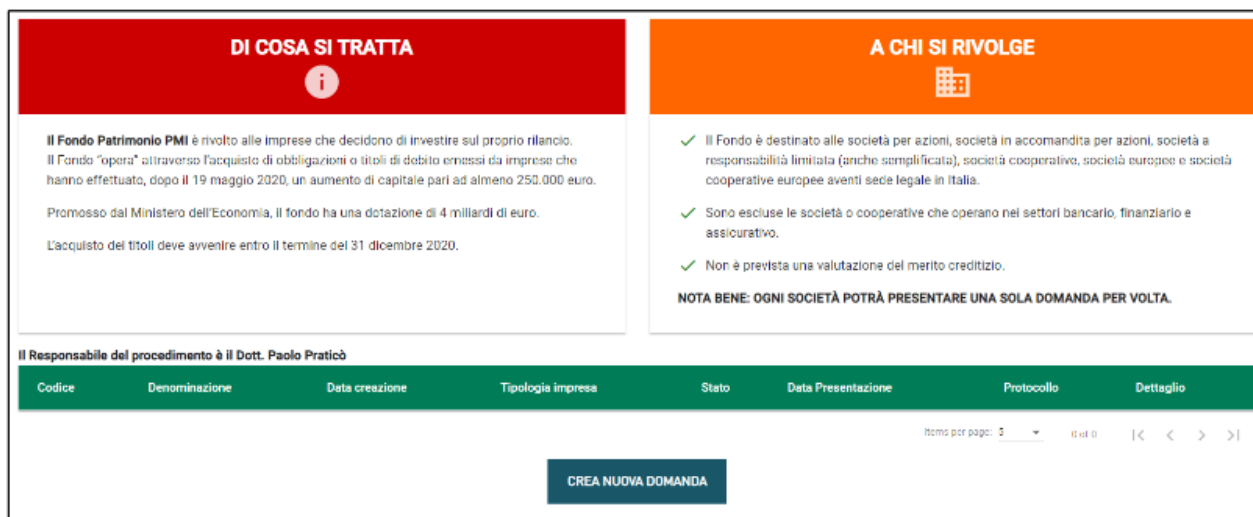 DI COSA SI TRATTA
Il Fondo Patrimonio PMI è rivolto alle imprese che decidono di investire sul proprio rilancio.
Il Fondo "opera" attraverso l'acquisto di obbligazioni o titoli di debito emessi da imprese che
hanno effettuato, dopo il 19 maggio 2020, un aumento di capitale pari ad almeno 250.000 euro.
Promosso dal Ministero dell'Economia, il fondo ha una dotazione di 4 miliardi di euro.
L'acquisto dei titoli deve avvenire entro il termine del 31 dicembre 2020.
A CHI SI RIVOLGE
Il Fondo è destinato alle società per azioni, società in accomandita per azioni, società a
responsabilità limitata (anche semplificata), società cooperative, società europee e società
cooperative europee aventi sede legale in Italia.
Sono escluse le società o cooperative che operano nei settori bancario, finanziario e
assicurativo.
Non è prevista una valutazione del merito creditizio.
NOTA BENE: OGNI SOCIETÀ POTRÀ PRESENTARE UNA SOLA DOMANDA PER VOLTA.
Il Responsabile del procedimento è il Dott. Paolo Praticò
Codice Denominazione Data creazione Tipologia impresa Stato Data Presentazione Protocollo Dettaglio
Items per page: 5 0 of 0
CREA NUOVA DOMANDA